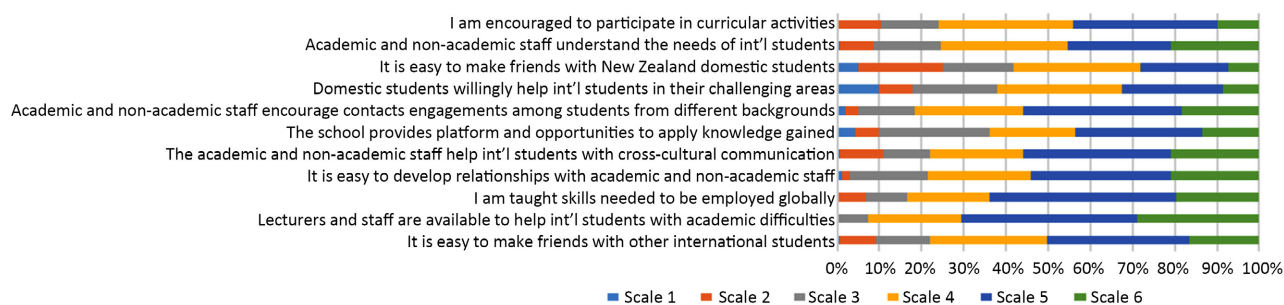 I am encouraged to participate in curricular activities
Academic and non-academic staff understand the needs of int'l students
It is easy to make friends with New Zealand domestic students
Domestic students willingly help int'l students in their challenging areas
Academic and non-academic staff encourage contacts engagements among students from different backgrounds
The school provides platform and opportunities to apply knowledge gained
The academic and non-academic staff help int'l students with cross-cultural communication
It is easy to develop relationships with academic and non-academic staff
I am taught skills needed to be employed globally
Lecturers and staff are available to help int'l students with academic difficulties
It is easy to make friends with other international students
0% 10% 20% 30% 40% 50% 60% 70% 80% 90% 100%
Scale 1 Scale 2 Scale 3 Scale 4 Scale 5 Scale 6